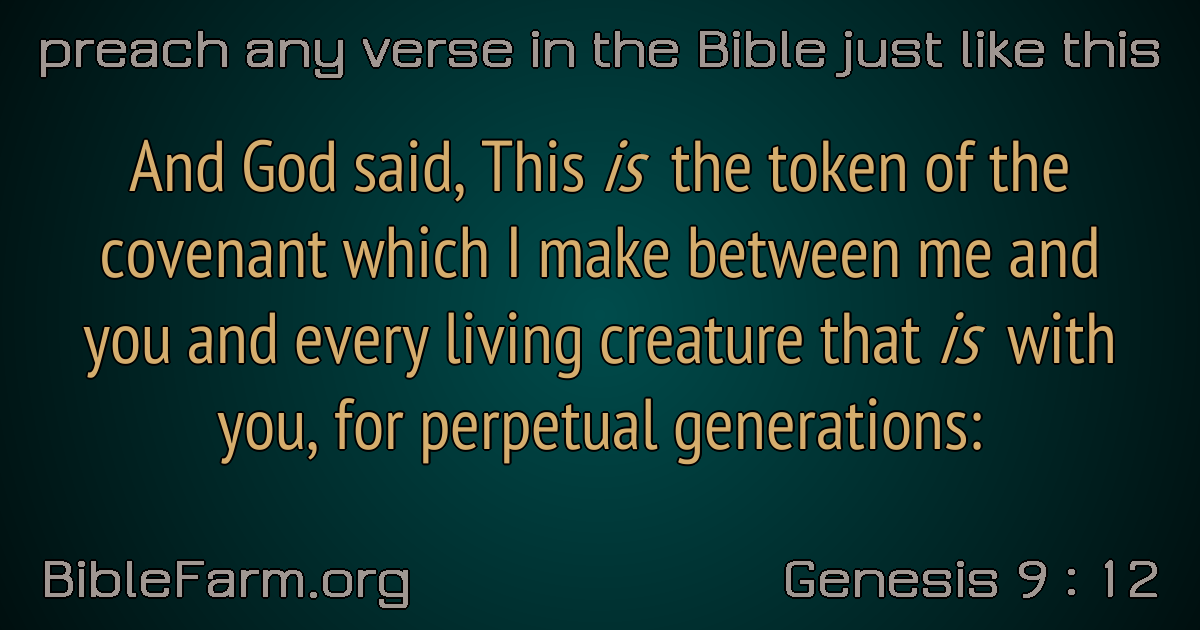 preach any verse in the Bible just like this
And God said, This is the token of the
covenant which I make between me and
you and every living creature that is with
you, for perpetual generations:
BibleFarm.org
Genesis 9 : 12